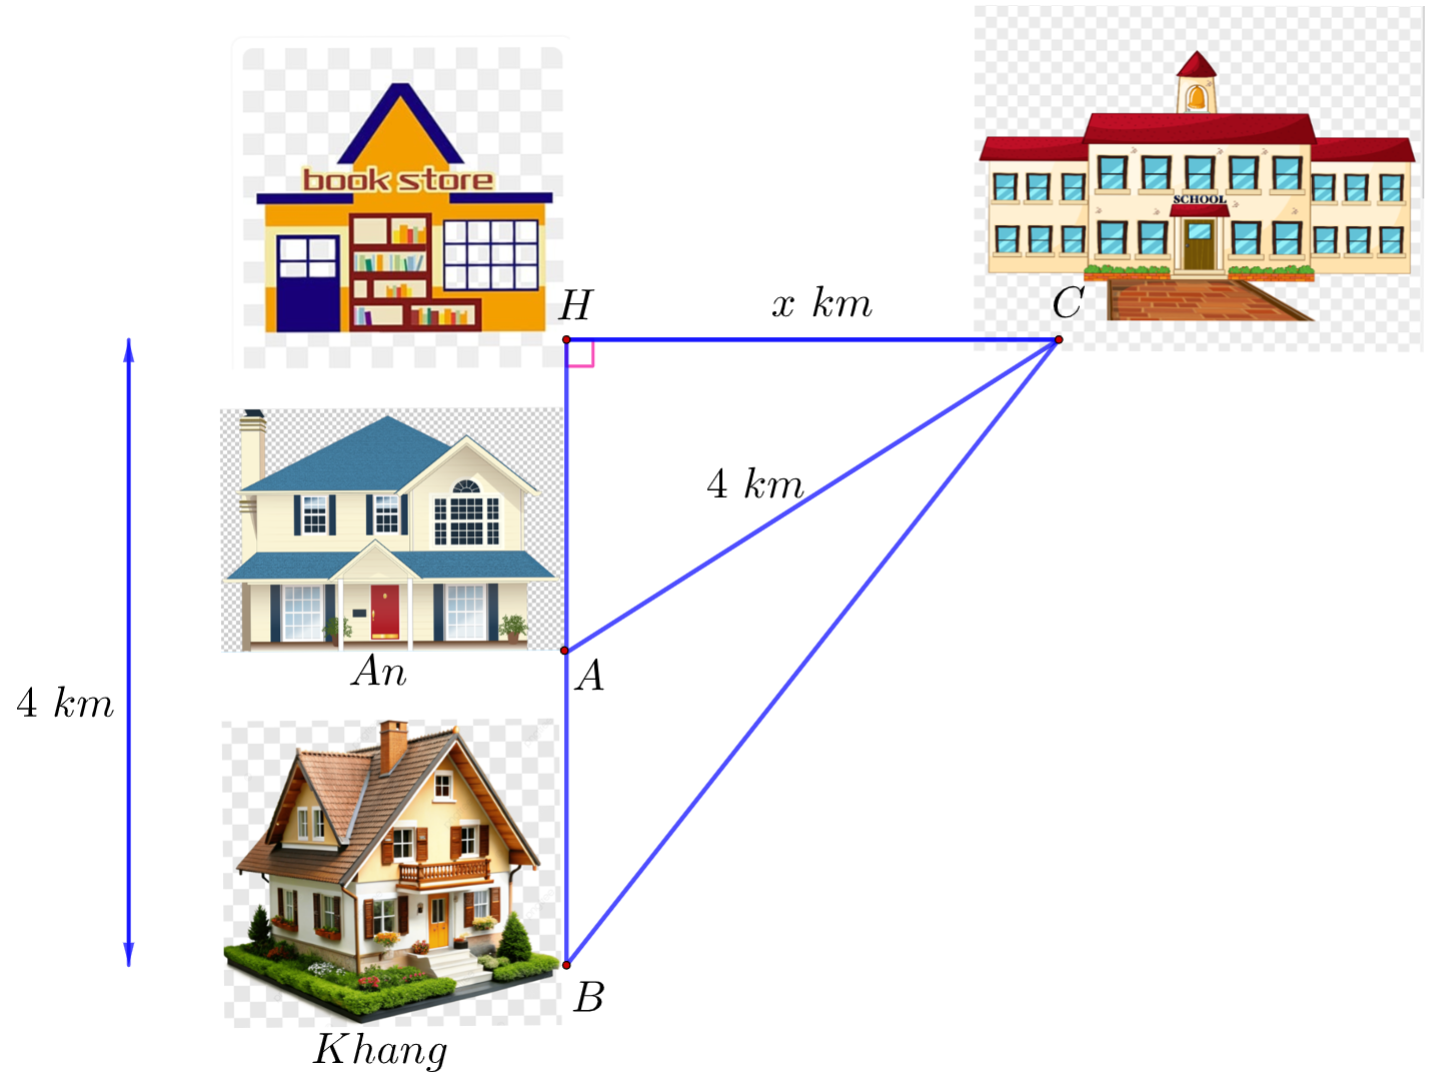 book store
SCHOOL
H
x km
C
4 km
An
A
4 km
B
Khang